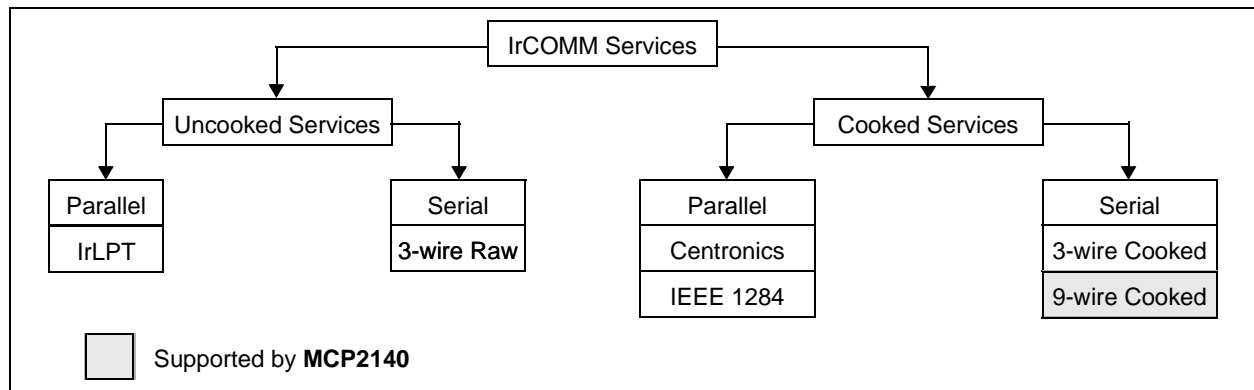 IrCOMM Services
Uncooked Services
Cooked Services
Parallel
IrLPT
Serial
3-wire Raw
Parallel
Centronics
IEEE 1284
Serial
3-wire Cooked
9-wire Cooked
Supported by MCP2140